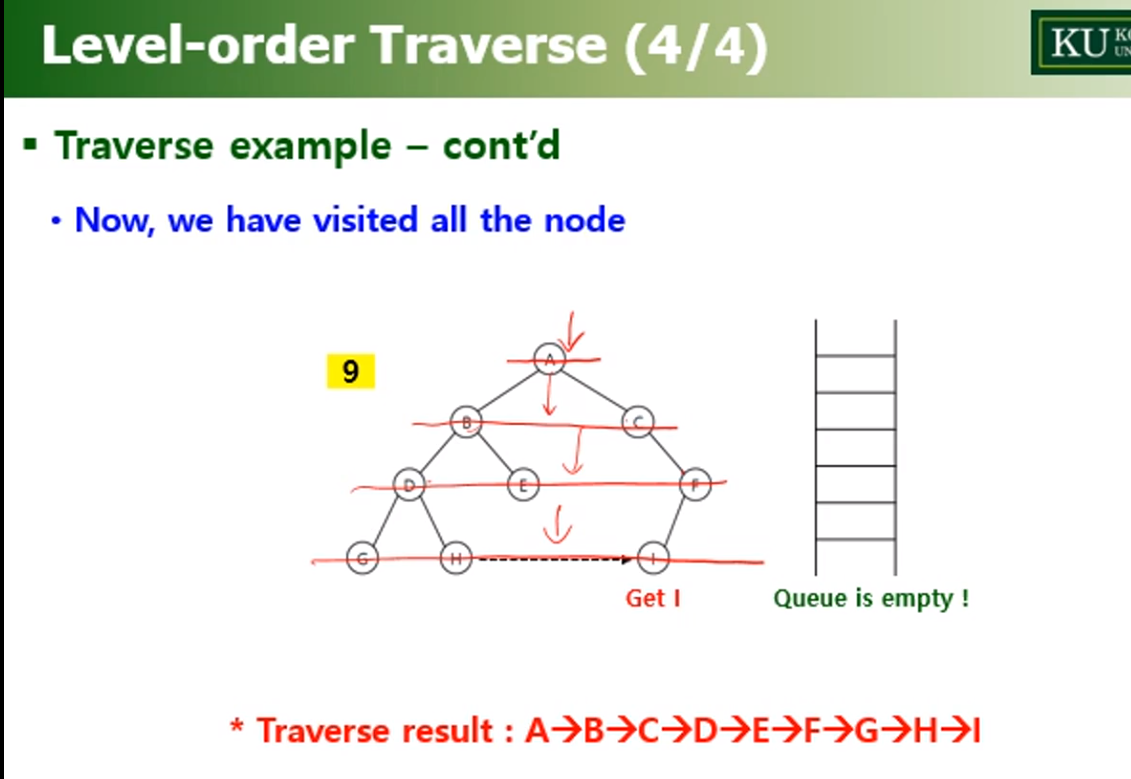 Level-order Traverse (4/4)
KU
▪ Traverse example – cont’d
• Now, we have visited all the node
9
A
B C
D E F
G H I
Get I
Queue is empty !
* Traverse result : A→B→C→D→E→F→G→H→I